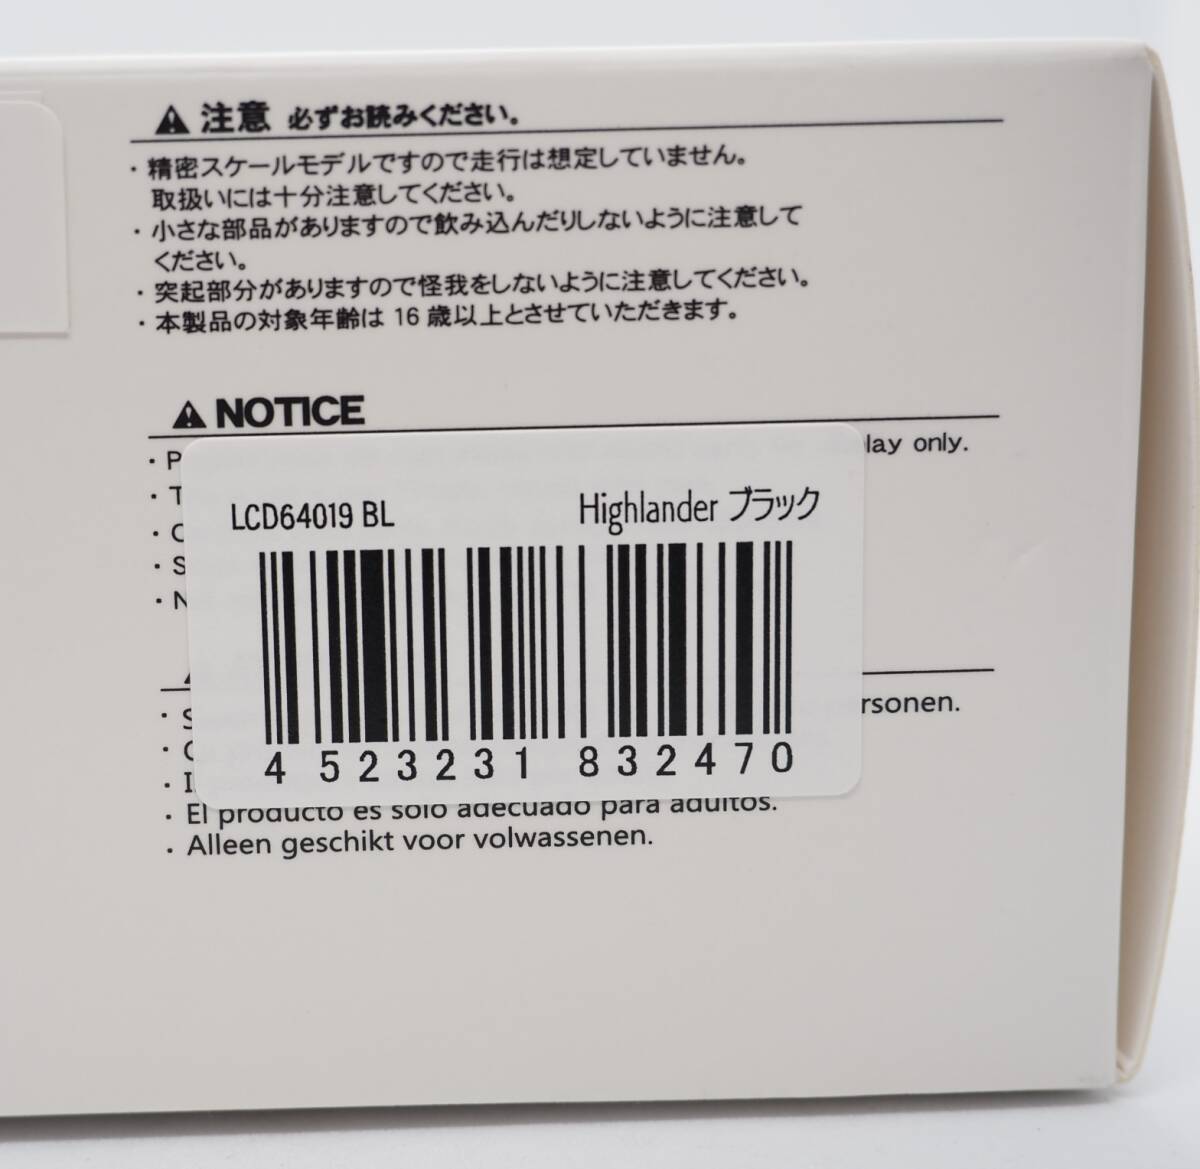 ⚠ 注意 必ずお読みください。
・精密スケールモデルですので走行は想定していません。
取扱いには十分注意してください。
・小さな部品がありますので飲み込んだりしないように注意して
ください。
・突起部分がありますので怪我をしないように注意してください。
・本製品の対象年齢は 16 歳以上とさせていただきます。
⚠ NOTICE
only.
LCD64019 BL Highlander ブラック
4 523231 832470
・El producto es solo adecuado para adultos.
・Alleen geschikt voor volwassenen.